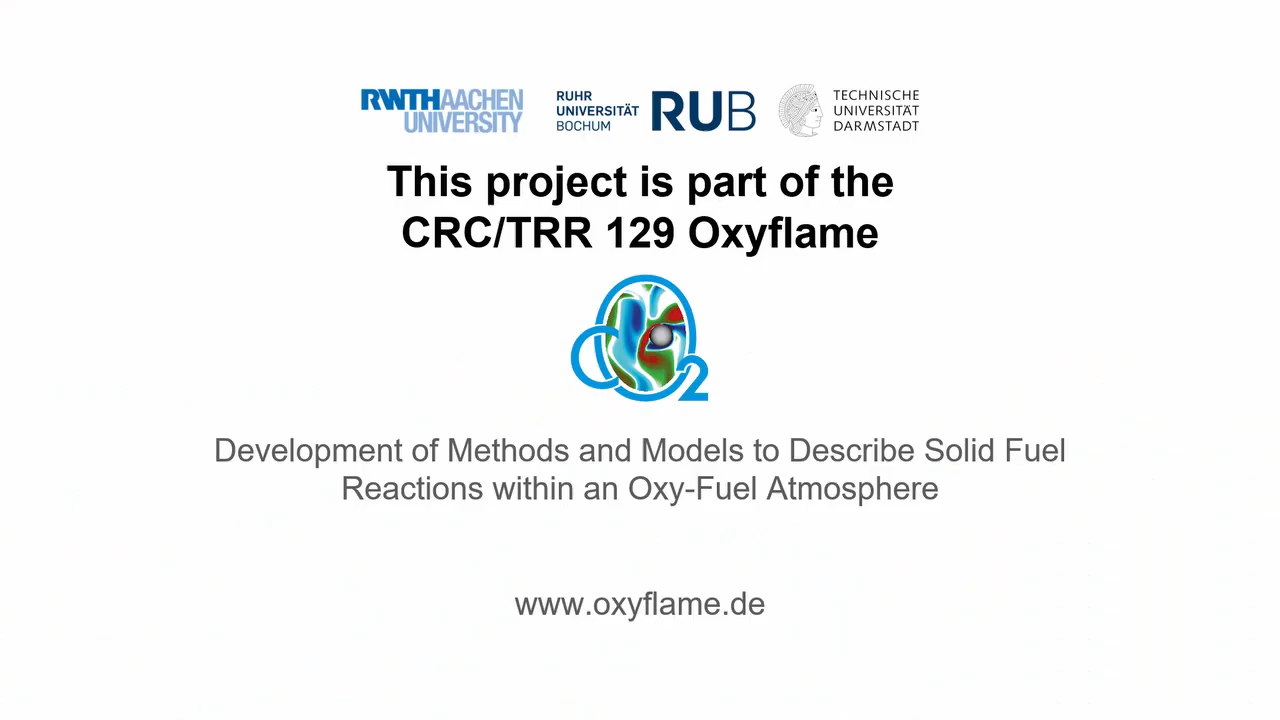 RWTHAACHEN
UNIVERSITY
RUHR
UNIVERSITÄT
BOCHUM
RUB
TECHNISCHE
UNIVERSITÄT
DARMSTADT
This project is part of the
CRC/TRR 129 Oxyflame
CO2
Development of Methods and Models to Describe Solid Fuel
Reactions within an Oxy-Fuel Atmosphere
www.oxyflame.de